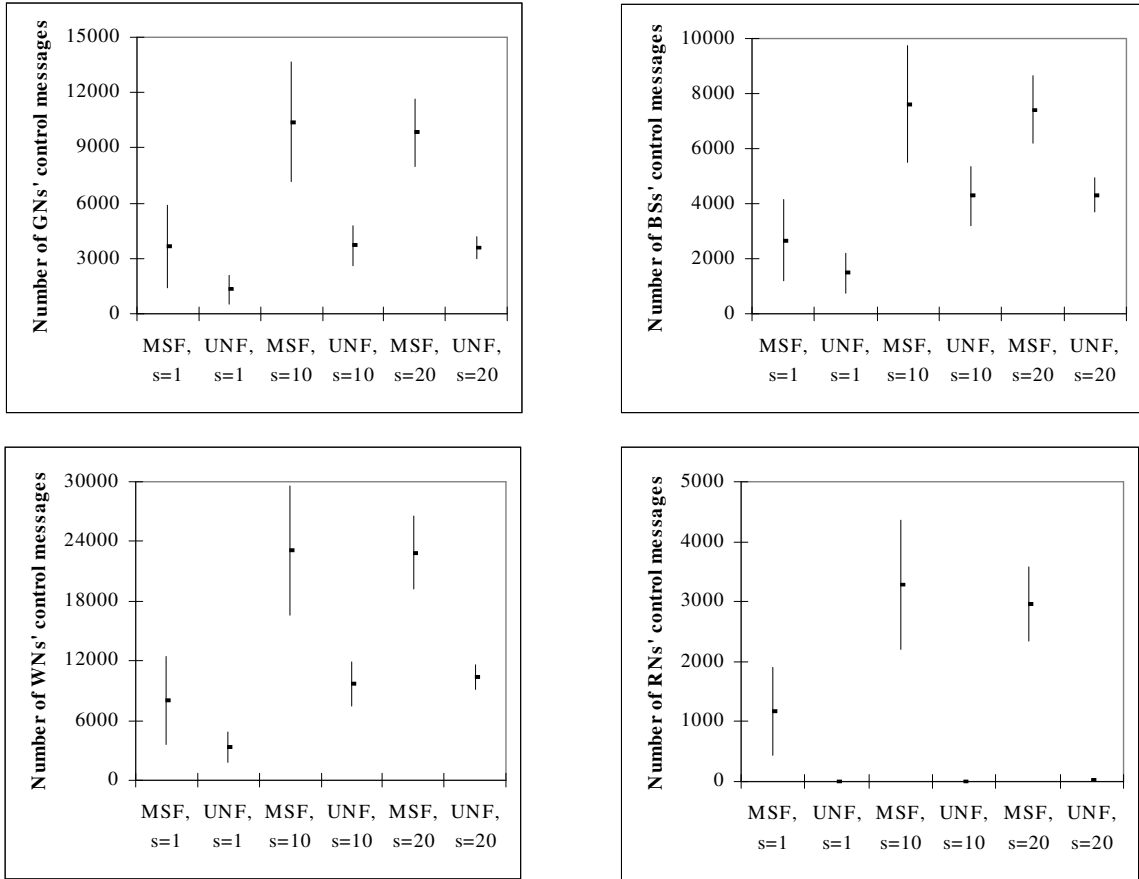 Number of GNs' control messages
15000
12000
9000
6000
3000
0
MSF, UNF, MSF, UNF, MSF, UNF,
s=1 s=1 s=10 s=10 s=20 s=20
Number of BSs' control messages
10000
8000
6000
4000
2000
0
MSF, UNF, MSF, UNF, MSF, UNF,
s=1 s=1 s=10 s=10 s=20 s=20
Number of WNs' control messages
30000
24000
18000
12000
6000
0
MSF, UNF, MSF, UNF, MSF, UNF,
s=1 s=1 s=10 s=10 s=20 s=20
Number of RNs' control messages
5000
4000
3000
2000
1000
0
MSF, UNF, MSF, UNF, MSF, UNF,
s=1 s=1 s=10 s=10 s=20 s=20